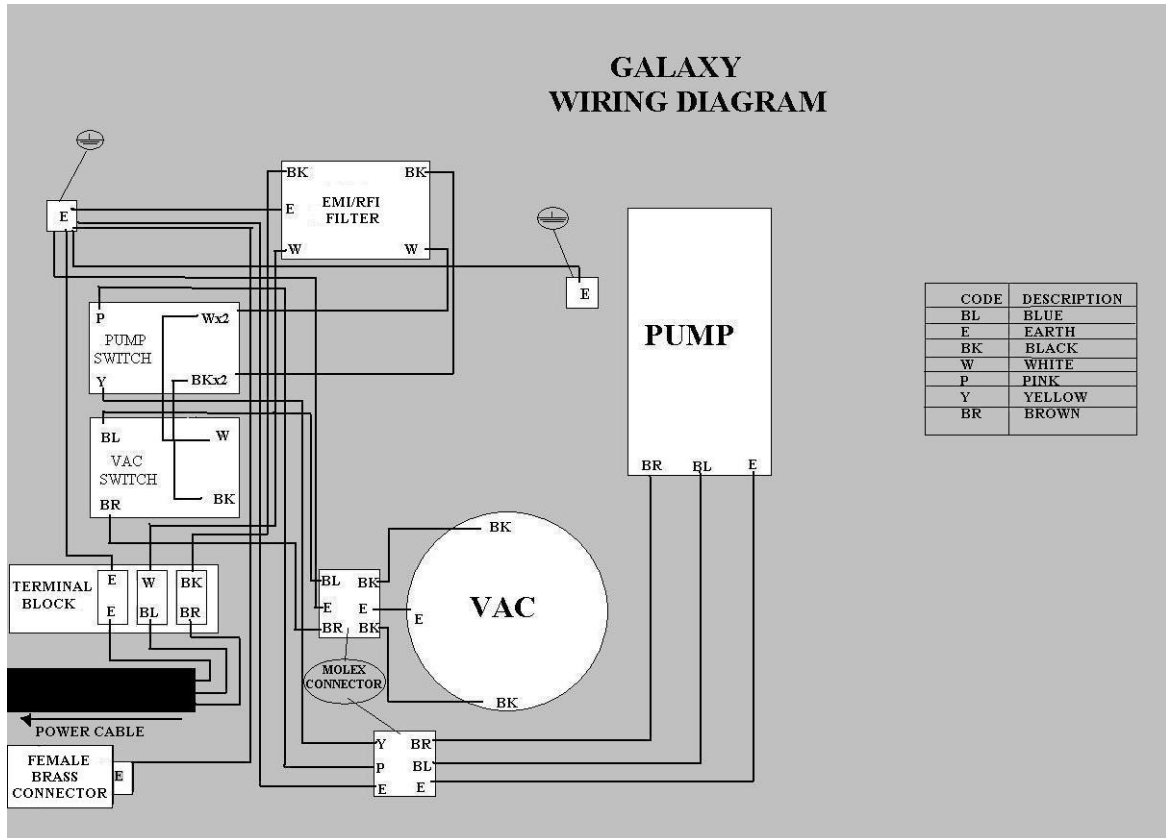 GALAXY
WIRING DIAGRAM
BK
BK
EMI/RFI
FILTER
E
W
W
E
E
P
Wx2
PUMP
SWITCH
Y
BKx2
BL
W
VAC
SWITCH
BR
BK
PUMP
BR
BL
E
CODE DESCRIPTION
BL BLUE
E EARTH
BK BLACK
W WHITE
P PINK
Y YELLOW
BR BROWN
TERMINAL
BLOCK
E
W
BK
E
BL
BR
BL
BK
E
E
BR
BK
BK
E
VAC
BK
MOLEX
CONNECTOR
POWER CABLE
FEMALE
BRASS
CONNECTOR
E
Y
BR
P
BL
E
E